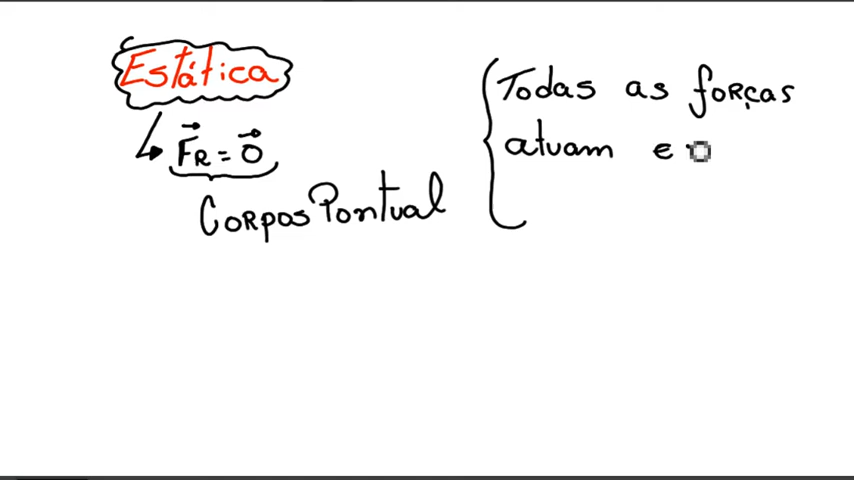 Estática
FR = 0
Corpos Pontual
Todas as forças
atuam e